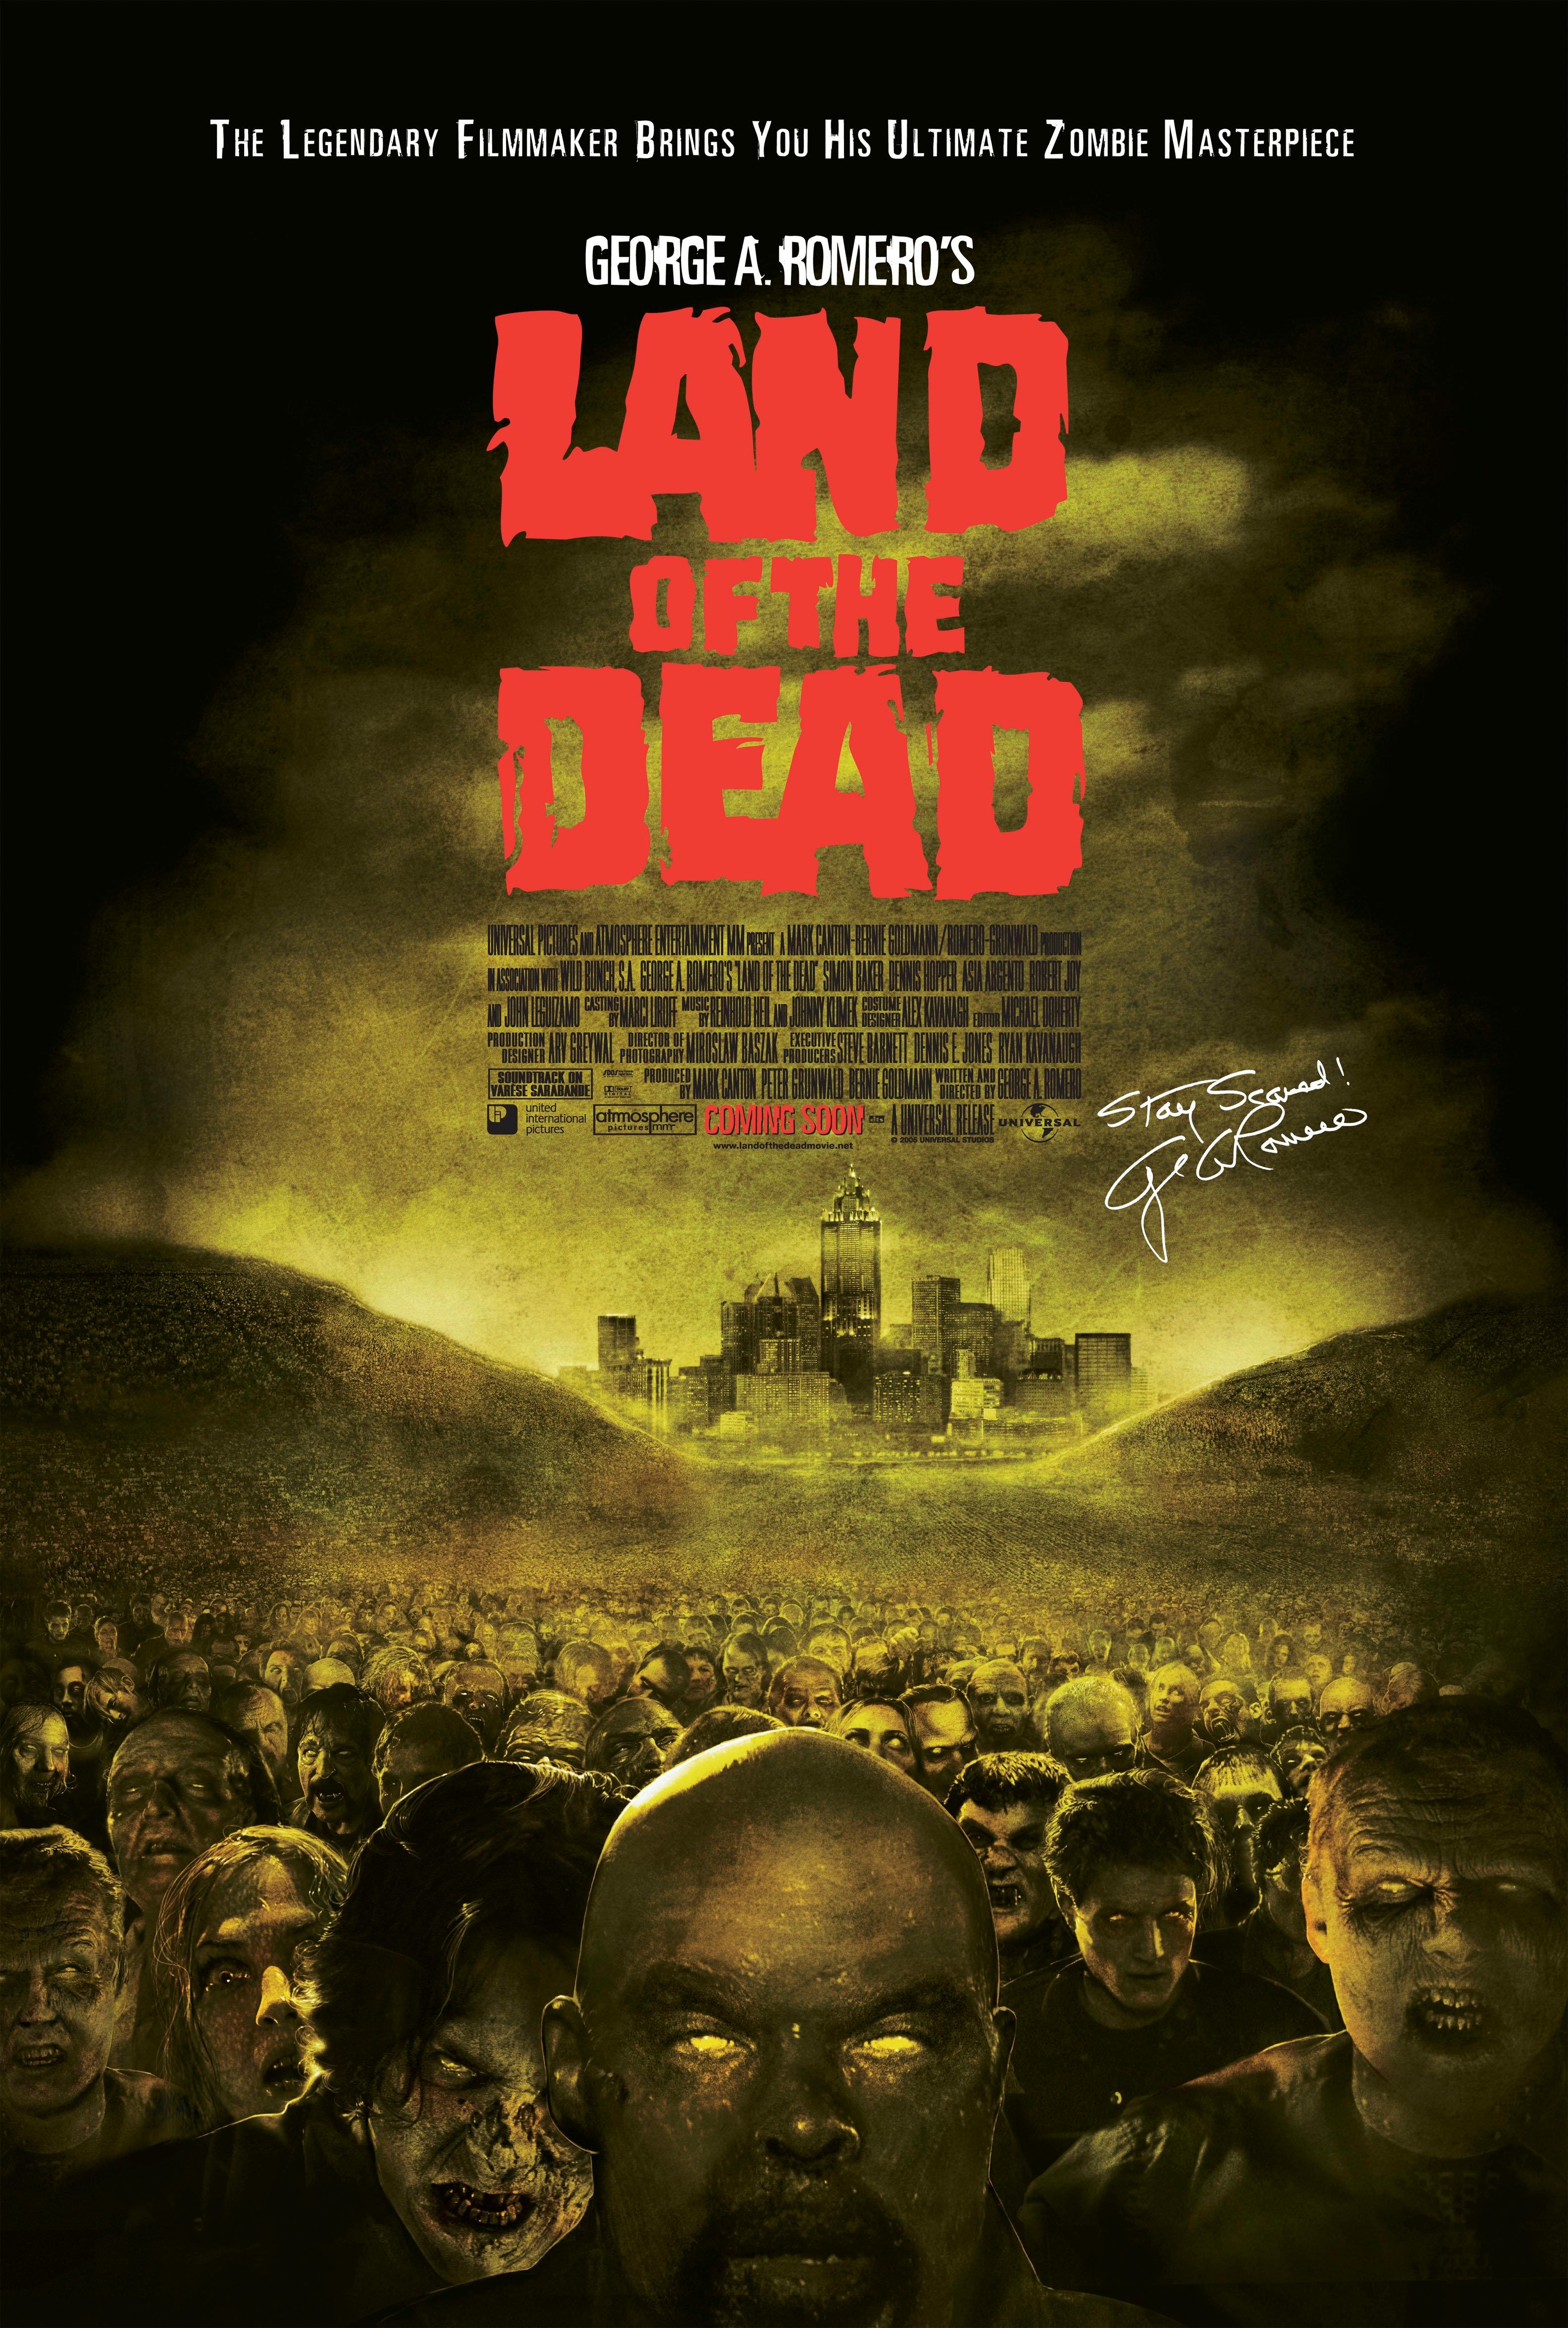 THE LEGENDARY FILMMAKER BRINGS YOU HIS ULTIMATE ZOMBIE MASTERPIECE
GEORGE A. ROMERO'S
LAND
OF THE
DEAD
UNIVERSAL PICTURES AND ATMOSPHERE ENTERTAINMENT MM PRESENT A MARK CANTON-BERNIE GOLDMANN/ROMERO-GRUNWALD PRODUCTION
IN ASSOCIATION WITH WILD BUNCH, S.A. GEORGE A. ROMERO'S "LAND OF THE DEAD" SIMON BAKER DENNIS HOPPER ASIA ARGENTO ROBERT JOY
AND JOHN LEGUIZAMO CASTING BY MARCI LIROFF MUSIC BY REINHOLD HEIL AND JOHNNY KLIMEK COSTUME DESIGNER ALEX KAVANAGH EDITOR MICHAEL DOHERTY
PRODUCTION DESIGNER ARV GREYWAL DIRECTOR OF PHOTOGRAPHY MIROSLAW BASZAK EXECUTIVE PRODUCERS STEVE BARNETT DENNIS E. JONES RYAN KAVANAUGH
SOUNDTRACK ON VARÈSE SARABANDE PRODUCED BY MARK CANTON PETER GRUNWALD BERNIE GOLDMANN WRITTEN AND DIRECTED BY GEORGE A. ROMERO
united international pictures atmosphere pictures mm COMING SOON A UNIVERSAL RELEASE UNIVERSAL
© 2005 UNIVERSAL STUDIOS
www.landofthedeadmovie.net
Stay Scared!
Ge A Romero